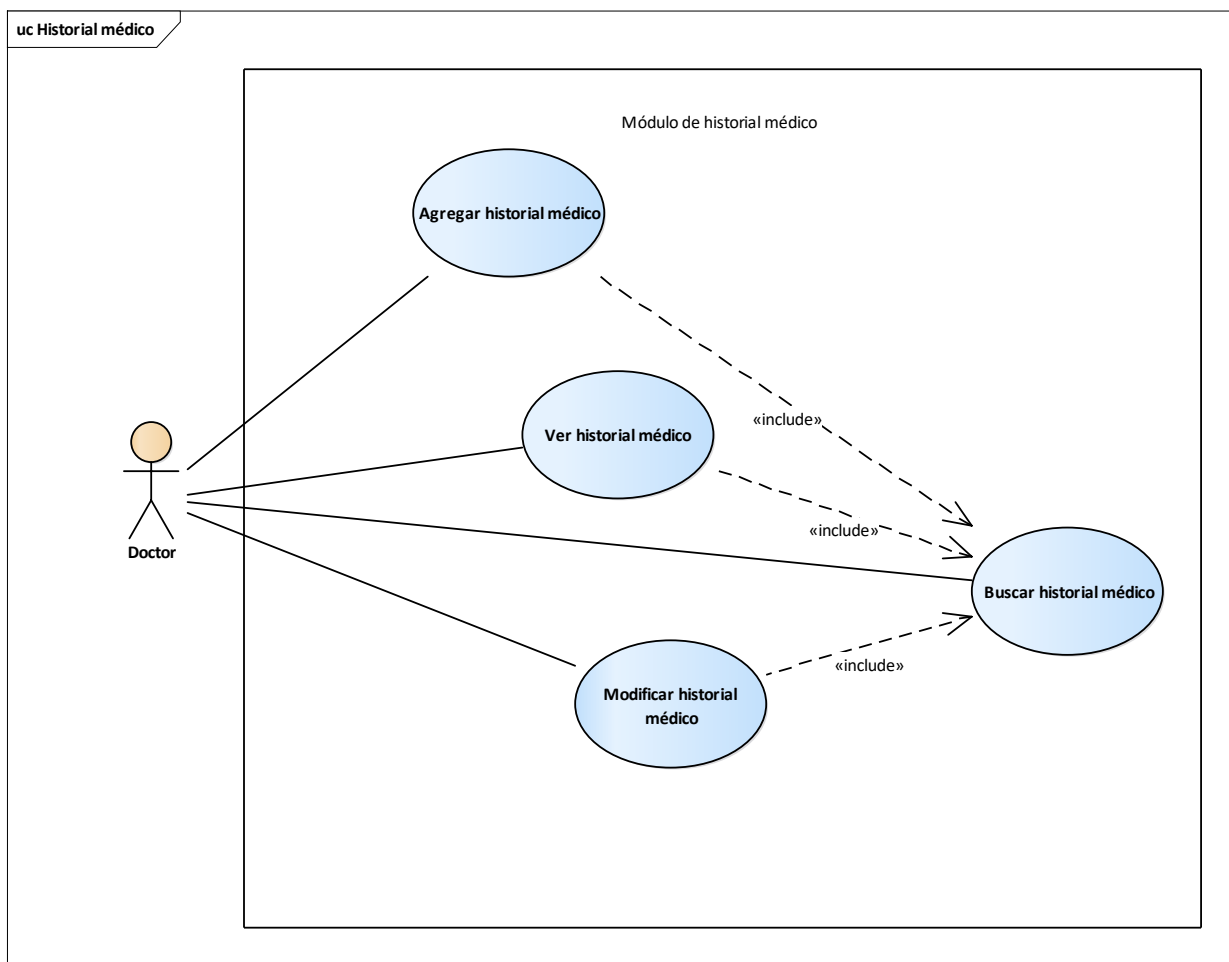 uc Historial médico
Módulo de historial médico
Agregar historial médico
«include»
Ver historial médico
«include»
Doctor
Buscar historial médico
«include»
Modificar historial
médico